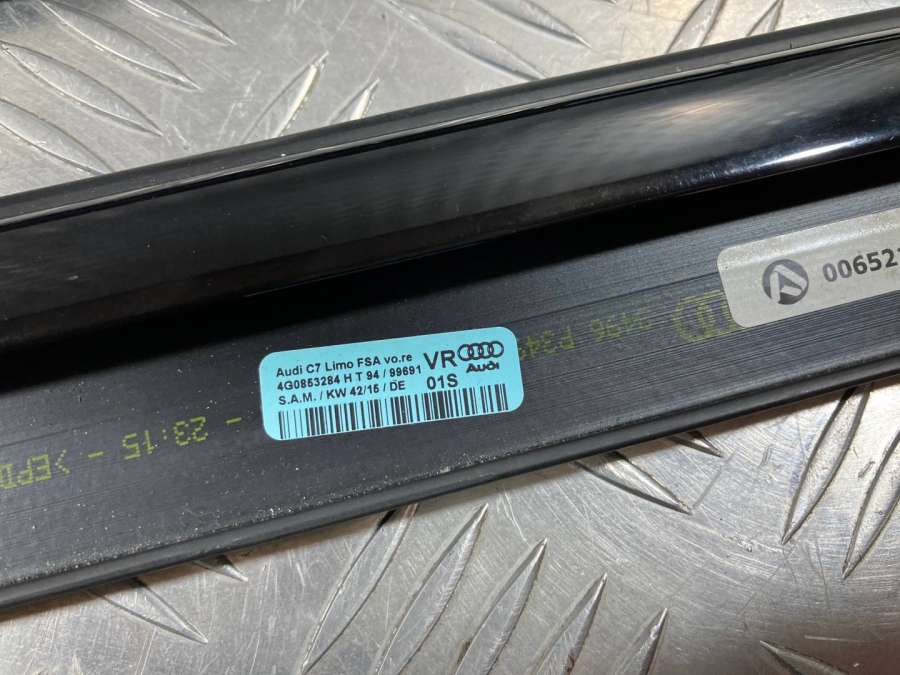 Audi C7 Limo FSA vo.re VR
4G0853284 H T 94 / 99691 Audi
S.A.M. / KW 42/15 / DE 01S
00652
- 23:15 - >EPD